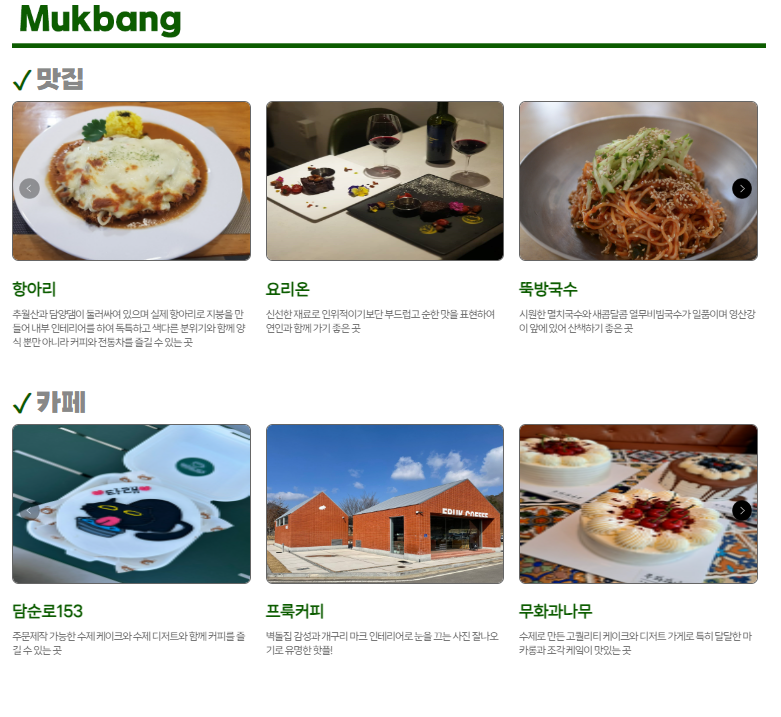 Mukbang
✓ 맛집
항아리
요리온
뚝방국수
추월산과 담양댐이 둘러싸여 있으며 실제 항아리로 지붕을 만
들어 내부 인테리어를 하여 독특하고 색다른 분위기와 함께 양
식 뿐만 아니라 커피와 전통차를 즐길 수 있는 곳
신선한 재료로 인위적이기보단 부드럽고 순한 맛을 표현하여
연인과 함께 가기 좋은 곳
시원한 멸치국수와 새콤달콤 열무비빔국수가 일품이며 영산강
이 앞에 있어 산책하기 좋은 곳
✓ 카페
타래
FRUK COFFEE
담순로153
프룩커피
무화과나무
주문제작 가능한 수제 케이크와 수제 디저트와 함께 커피를 즐
길 수 있는 곳
벽돌집 감성과 개구리 마크 인테리어로 눈을 끄는 사진 잘나오
기로 유명한 핫플!
수제로 만든 고퀄리티 케이크와 디저트 가게로 특히 달달한 마
카롱과 조각 케잌이 맛있는 곳